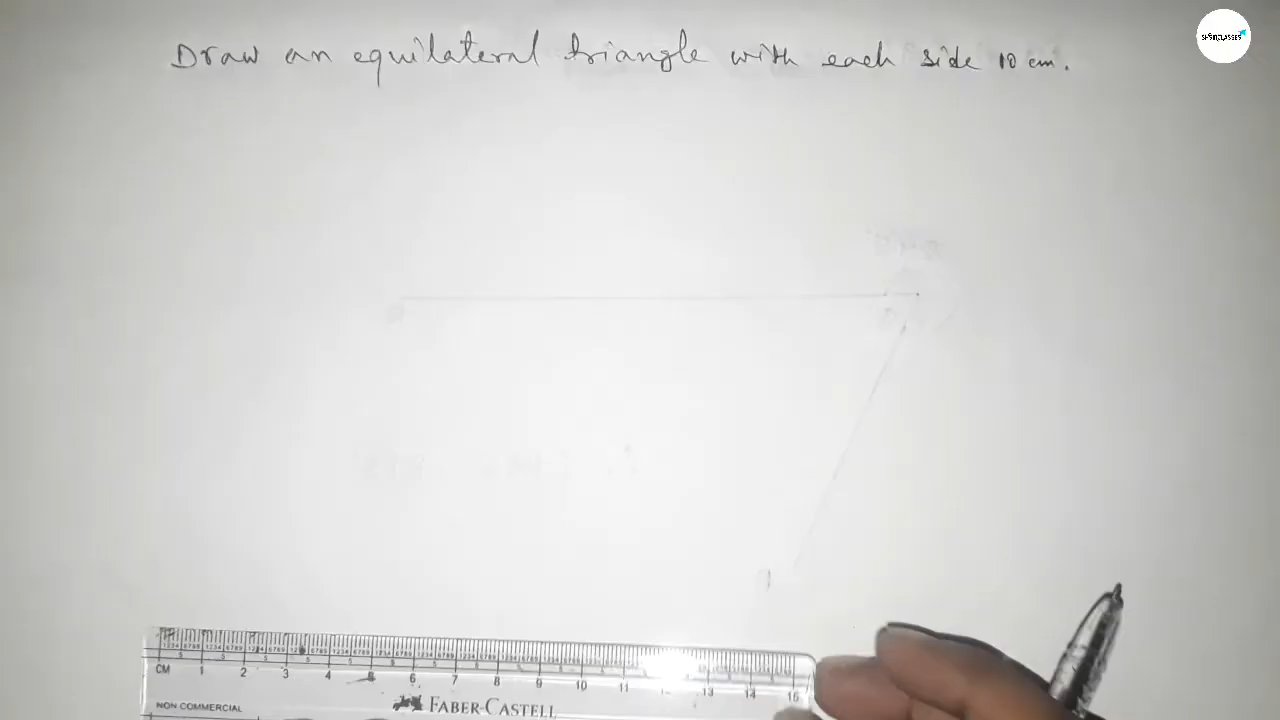 Draw an equilateral triangle with each side 10 cm.
CM 1 2 3 4 5 6 7 8 9 10 11 13 14 15
NON COMMERCIAL FABER-CASTELL